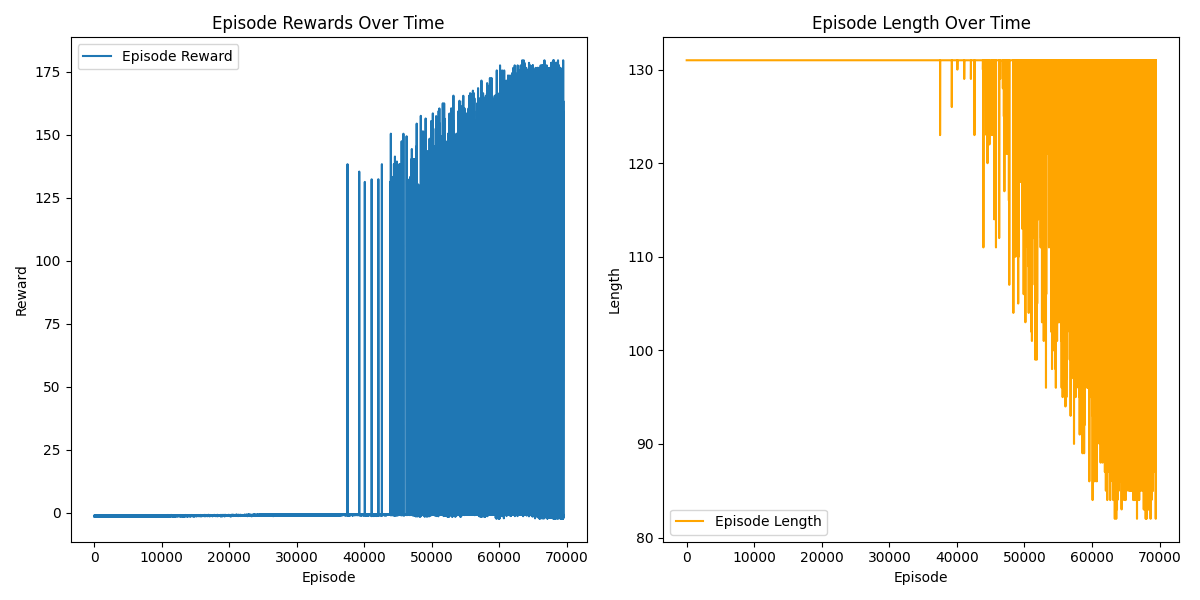 Episode Rewards Over Time
Episode Reward
175
150
125
100
75
50
25
0
0 10000 20000 30000 40000 50000 60000 70000
Reward
Episode
Episode Length Over Time
130
120
110
100
90
80
Episode Length
0 10000 20000 30000 40000 50000 60000 70000
Length
Episode